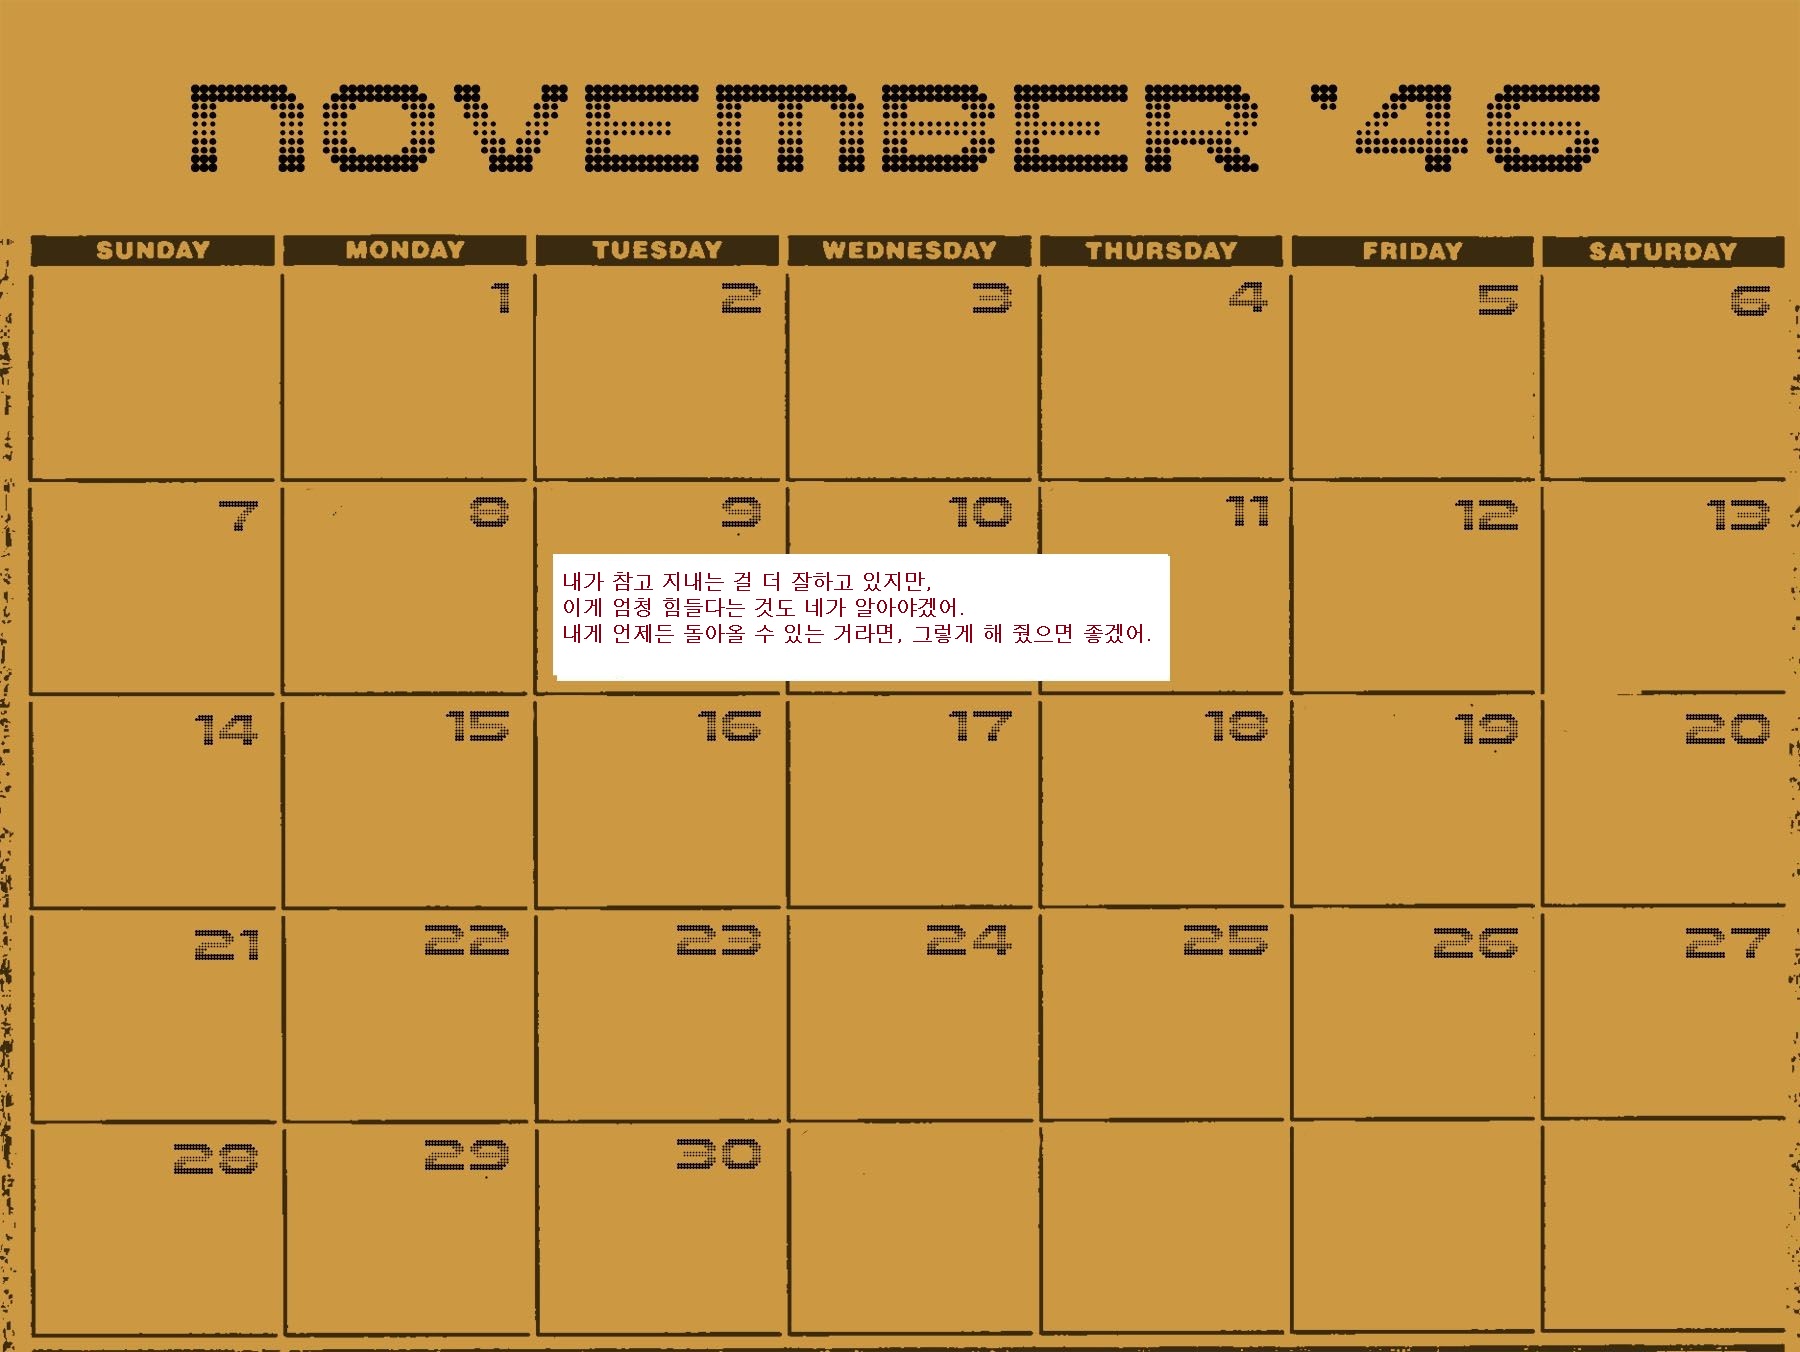 NOVEMBER '46
SUNDAY MONDAY TUESDAY WEDNESDAY THURSDAY FRIDAY SATURDAY
1 2 3 4 5 6
7 8 9 10 11 12 13
내가 참고 지내는 걸 더 잘하고 있지만,
이게 엄청 힘들다는 것도 네가 알아야겠어.
내게 언제든 돌아올 수 있는 거라면, 그렇게 해 줬으면 좋겠어.
14 15 16 17 18 19 20
21 22 23 24 25 26 27
28 29 30